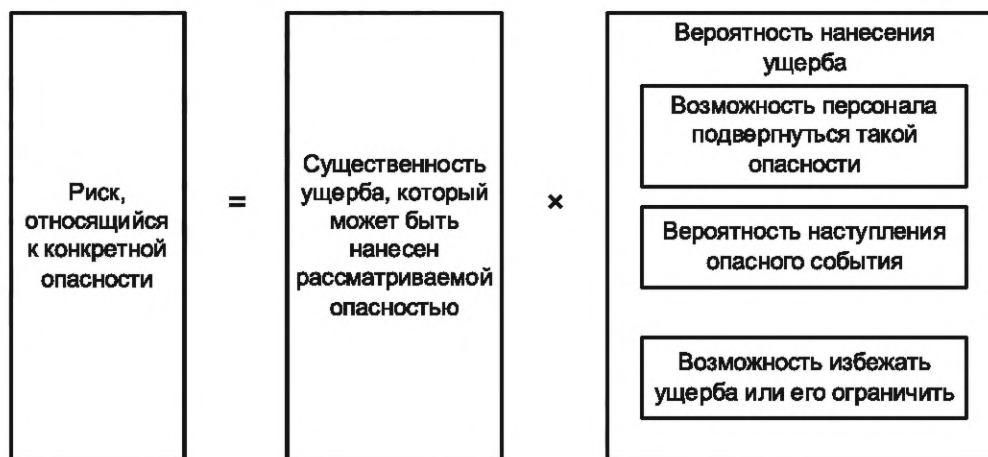 Риск,
относящийся
к конкретной
опасности
=
Существенность
ущерба, который
может быть
нанесен
рассматриваемой
опасностью
×
Вероятность нанесения
ущерба
Возможность персонала
подвергнуться такой
опасности
Вероятность наступления
опасного события
Возможность избежать
ущерба или его ограничить